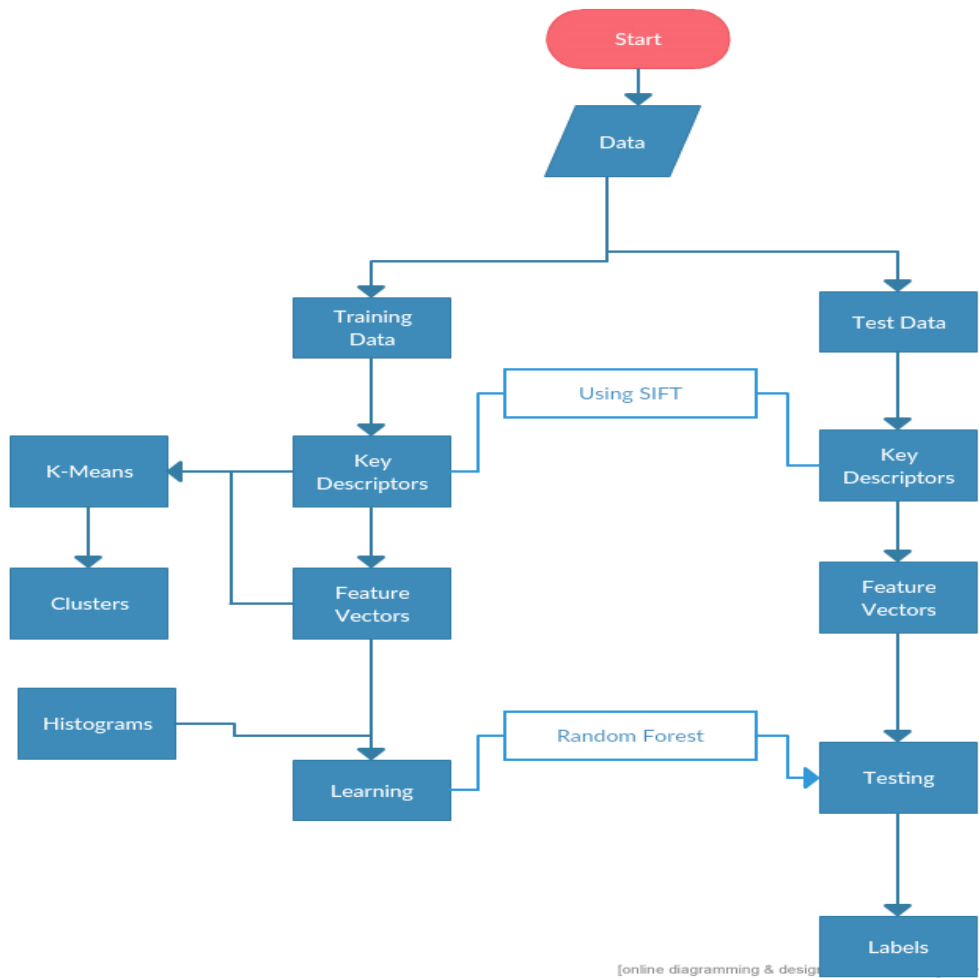 Start
Data
Training
Data
Test Data
Using SIFT
K-Means
Key
Descriptors
Key
Descriptors
Clusters
Feature
Vectors
Feature
Vectors
Histograms
Random Forest
Learning
Testing
Labels
[online diagramming &